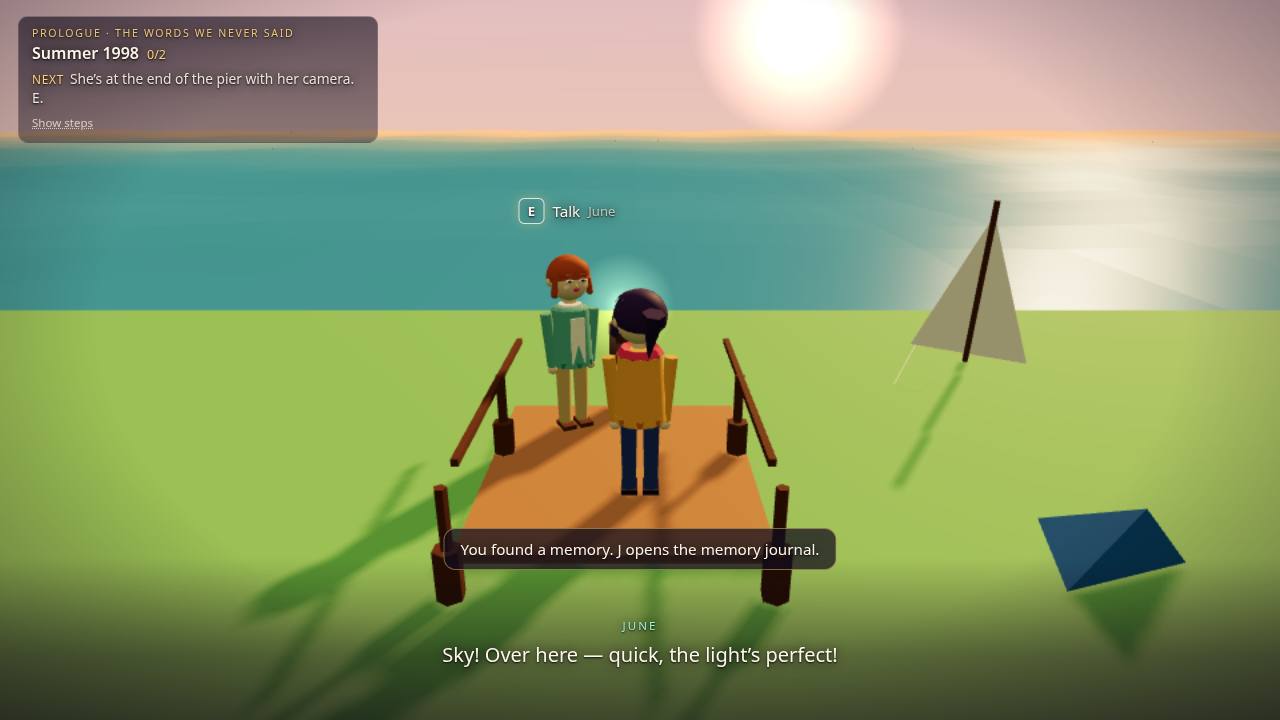 PROLOGUE · THE WORDS WE NEVER SAID
Summer 1998 0/2
NEXT She’s at the end of the pier with her camera.
E.
Show steps
E Talk June
You found a memory. J opens the memory journal.
JUNE
Sky! Over here — quick, the light’s perfect!